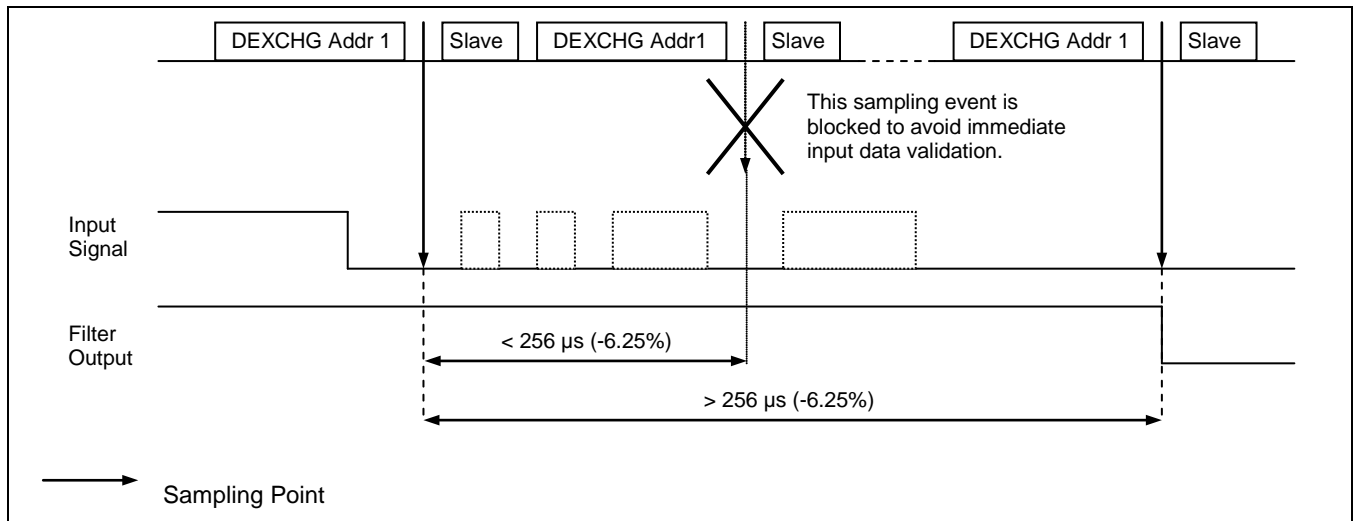 DEXCHG Addr 1 Slave DEXCHG Addr1 Slave DEXCHG Addr 1 Slave
This sampling event is
blocked to avoid immediate
input data validation.
Input
Signal
Filter
Output
< 256 µs (-6.25%)
> 256 µs (-6.25%)
Sampling Point